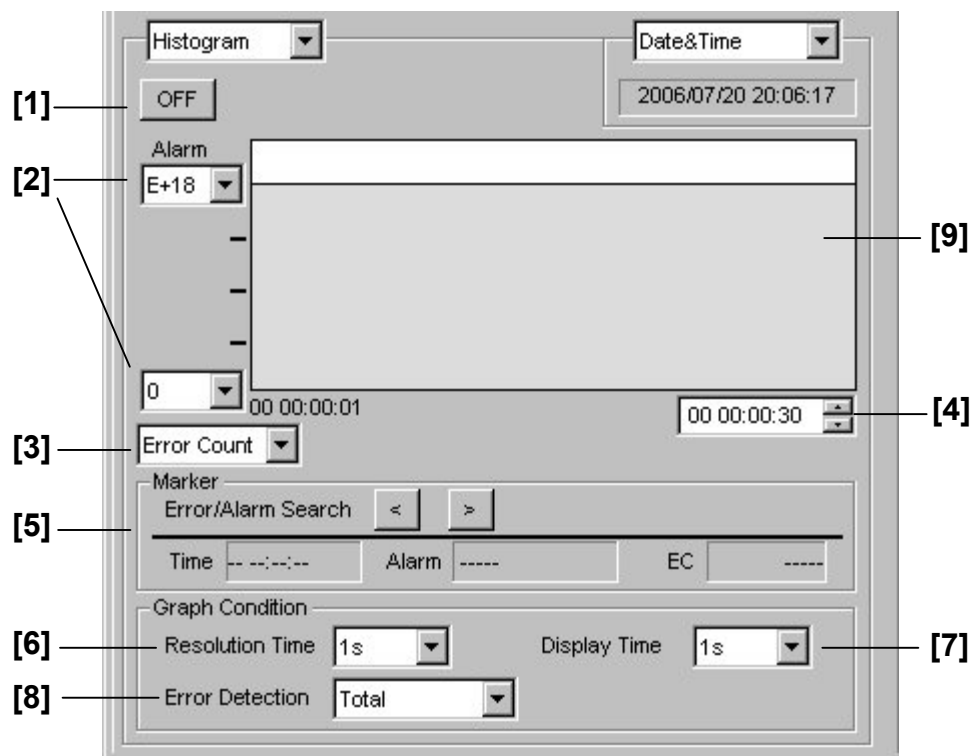 Histogram Date&Time
[1] OFF 2006/07/20 20:06:17
Alarm
[2] E+18
[9]
0
00 00:00:01 00 00:00:30 [4]
[3] Error Count
Marker
[5] Error/Alarm Search < >
Time -- --:--:-- Alarm ----- EC -----
Graph Condition
[6] Resolution Time 1s Display Time 1s [7]
[8] Error Detection Total